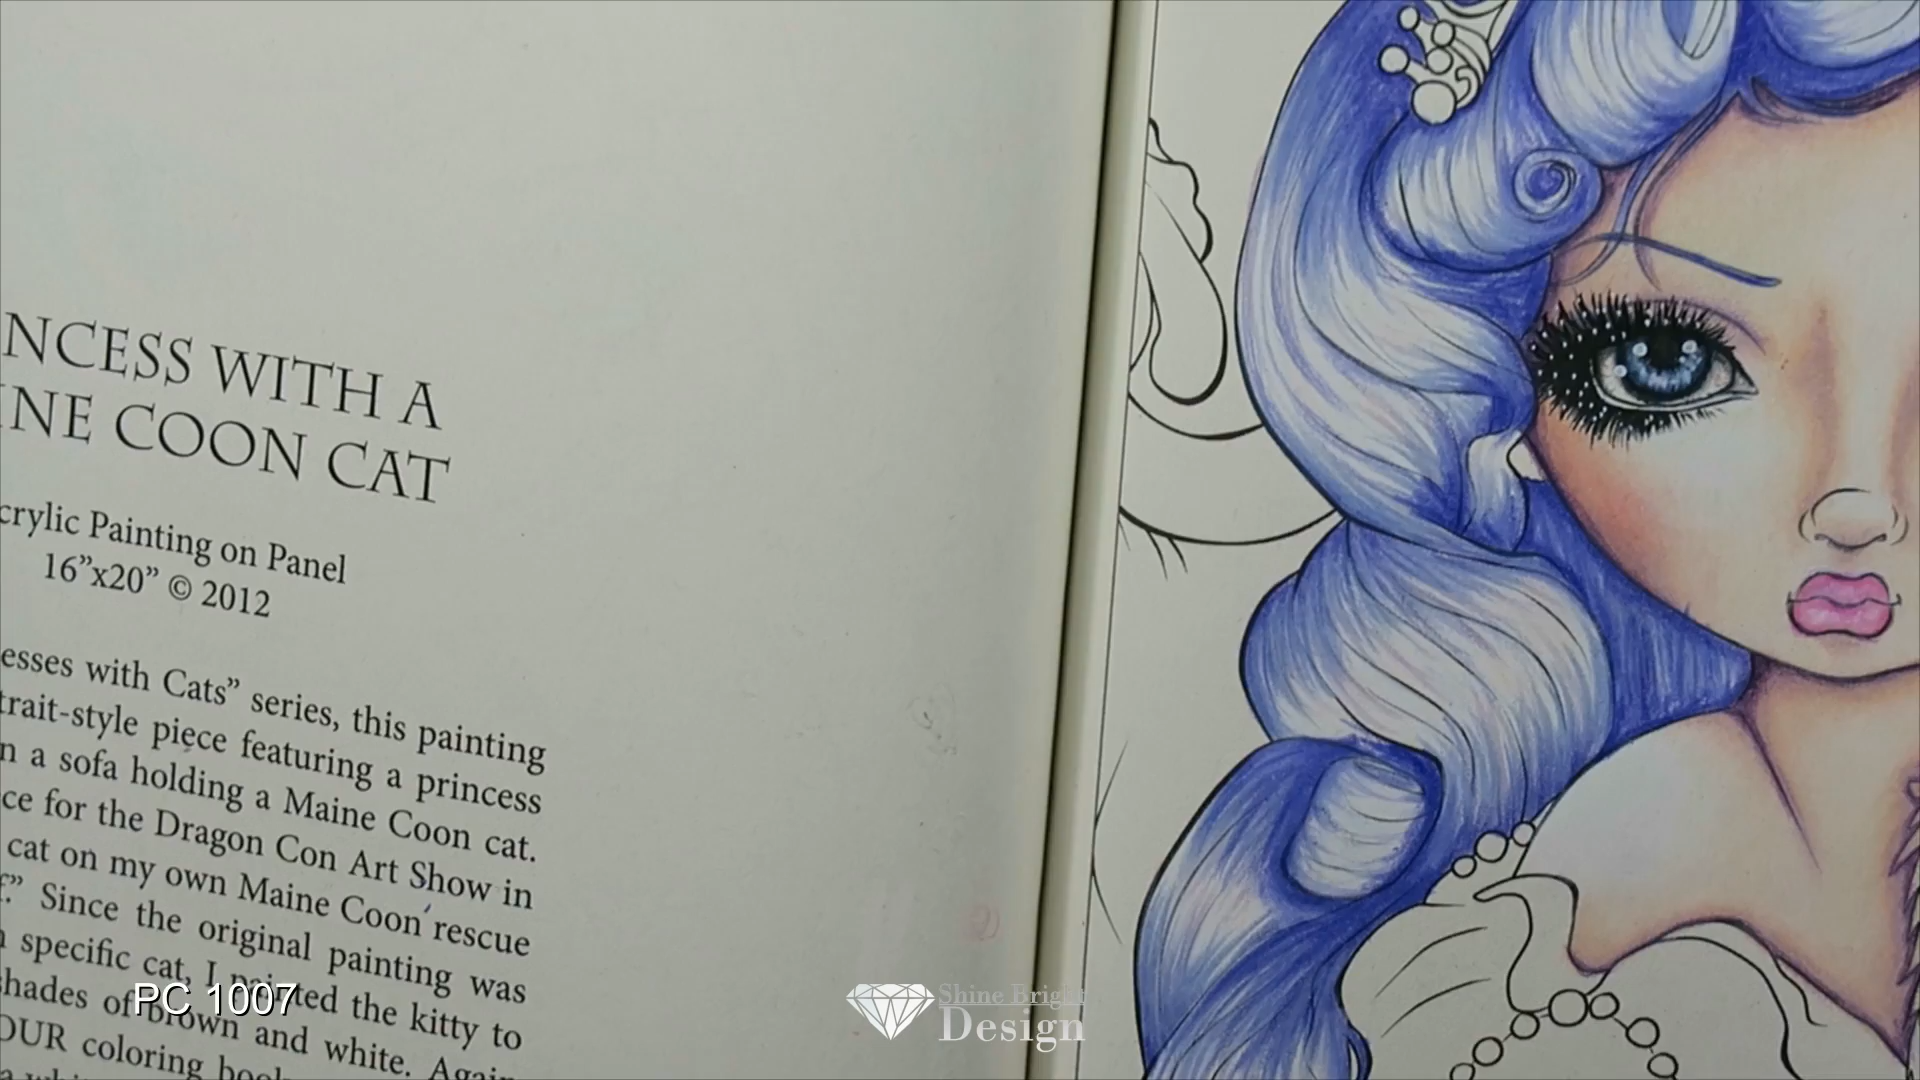 NCESS WITH A
INE COON CAT
crylic Painting on Panel
16”x20” © 2012
esses with Cats” series, this painting
trait-style piece featuring a princess
n a sofa holding a Maine Coon cat.
ce for the Dragon Con Art Show in
cat on my own Maine Coon rescue
.” Since the original painting was
specific cat, I painted the kitty to
shades of brown and white. Again
OUR coloring book
PC 1007
Shine Bright
Design